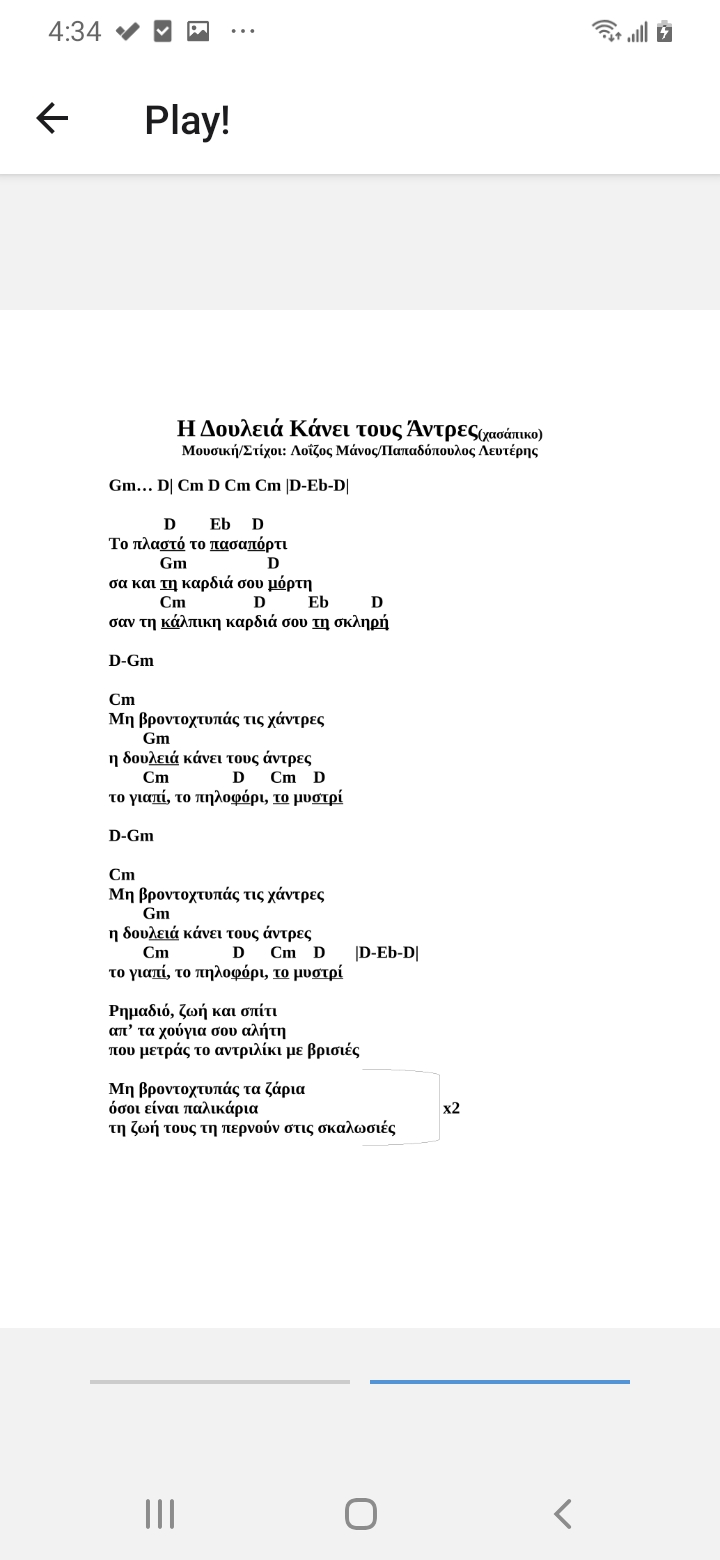 4:34
Play!
Η Δουλειά Κάνει τους Άντρες(χασάπικο)
Μουσική/Στίχοι: Λοΐζος Μάνος/Παπαδόπουλος Λευτέρης
Gm… D| Cm D Cm Cm |D-Eb-D|
D Eb D
Το πλαστό το πασαπόρτι
Gm D
σα και τη καρδιά σου μόρτη
Cm D Eb D
σαν τη κάλπικη καρδιά σου τη σκληρή
D-Gm
Cm
Μη βροντοχτυπάς τις χάντρες
Gm
η δουλειά κάνει τους άντρες
Cm D Cm D
το γιαπί, το πηλοφόρι, το μυστρί
D-Gm
Cm
Μη βροντοχτυπάς τις χάντρες
Gm
η δουλειά κάνει τους άντρες
Cm D Cm D |D-Eb-D|
το γιαπί, το πηλοφόρι, το μυστρί
Ρημαδιό, ζωή και σπίτι
απ’ τα χούγια σου αλήτη
που μετράς το αντριλίκι με βρισιές
Μη βροντοχτυπάς τα ζάρια
όσοι είναι παλικάρια x2
τη ζωή τους τη περνούν στις σκαλωσιές